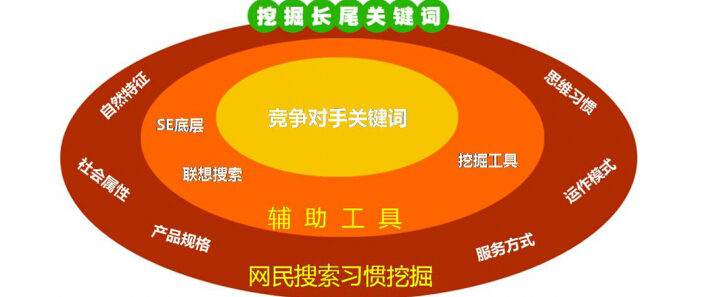 挖掘长尾关键词
自然特征
思维习惯
竞争对手关键词
SE底层
联想搜索
挖掘工具
社会属性
运作模式
辅助工具
产品规格
服务方式
网民搜索习惯挖掘